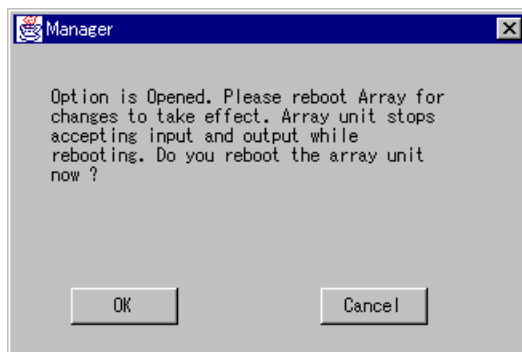 Manager
Option is Opened. Please reboot Array for
changes to take effect. Array unit stops
accepting input and output while
rebooting. Do you reboot the array unit
now ?
OK
Cancel